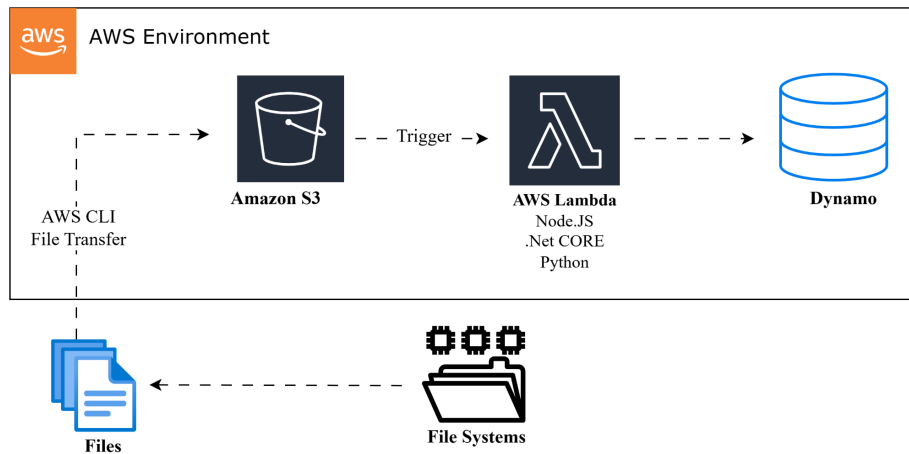 aws
AWS Environment
Trigger
Amazon S3
AWS Lambda
Node.JS
.Net CORE
Python
Dynamo
AWS CLI
File Transfer
Files
File Systems